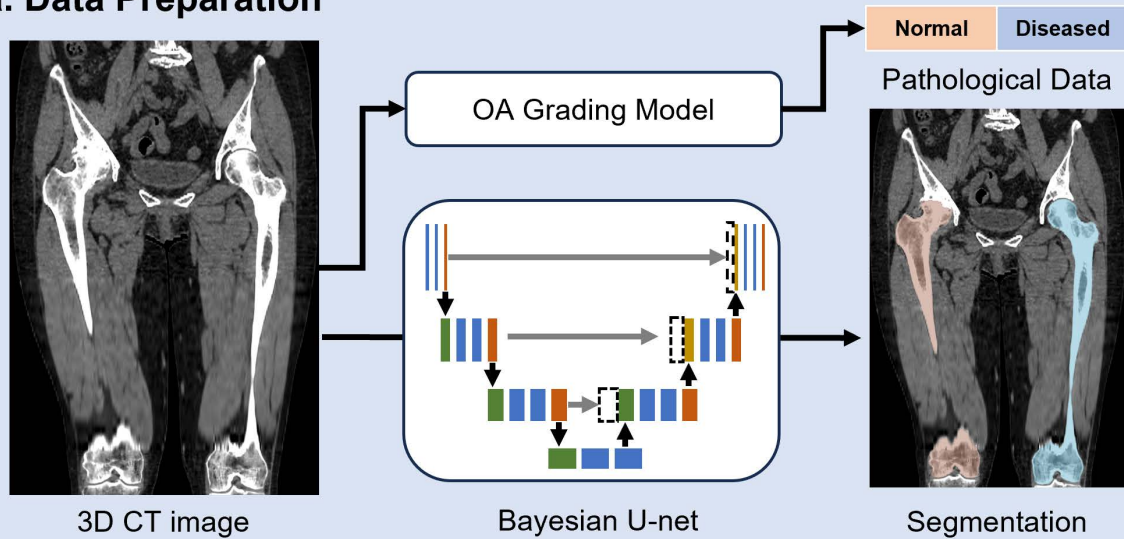 a. Data Preparation
Normal Diseased
OA Grading Model
Pathological Data
3D CT image
Bayesian U-net
Segmentation